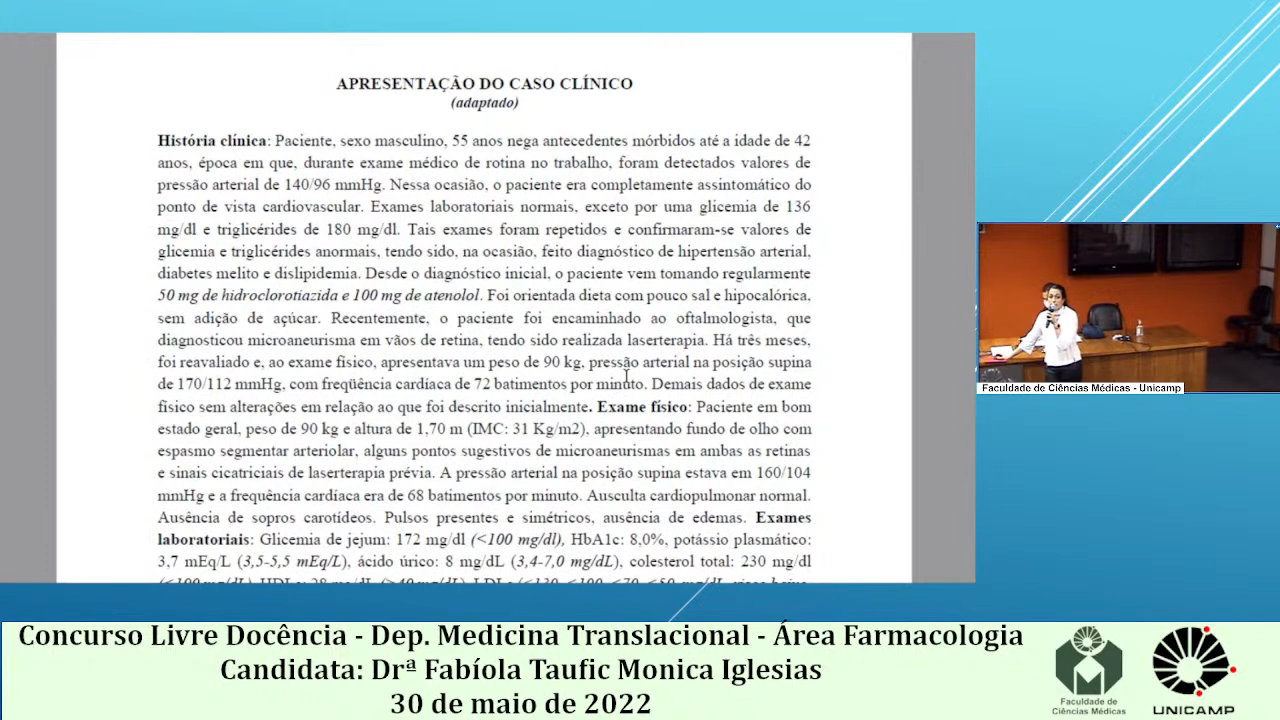 APRESENTAÇÃO DO CASO CLÍNICO
(adaptado)
História clínica: Paciente, sexo masculino, 55 anos nega antecedentes mórbidos até a idade de 42
anos, época em que, durante exame médico de rotina no trabalho, foram detectados valores de
pressão arterial de 140/96 mmHg. Nessa ocasião, o paciente era completamente assintomático do
ponto de vista cardiovascular. Exames laboratoriais normais, exceto por uma glicemia de 136
mg/dl e triglicérides de 180 mg/dl. Tais exames foram repetidos e confirmaram-se valores de
glicemia e triglicérides anormais, tendo sido, na ocasião, feito diagnóstico de hipertensão arterial,
diabetes melito e dislipidemia. Desde o diagnóstico inicial, o paciente vem tomando regularmente
50 mg de hidroclorotiazida e 100 mg de atenolol. Foi orientada dieta com pouco sal e hipocalórica,
sem adição de açúcar. Recentemente, o paciente foi encaminhado ao oftalmologista, que
diagnosticou microaneurisma em vãos de retina, tendo sido realizada laserterapia. Há três meses,
foi reavaliado e, ao exame físico, apresentava um peso de 90 kg, pressão arterial na posição supina
de 170/112 mmHg, com freqüência cardíaca de 72 batimentos por minuto. Demais dados de exame
físico sem alterações em relação ao que foi descrito inicialmente. Exame físico: Paciente em bom
estado geral, peso de 90 kg e altura de 1,70 m (IMC: 31 Kg/m2), apresentando fundo de olho com
espasmo segmentar arteriolar, alguns pontos sugestivos de microaneurismas em ambas as retinas
e sinais cicatriciais de laserterapia prévia. A pressão arterial na posição supina estava em 160/104
mmHg e a frequência cardíaca era de 68 batimentos por minuto. Ausculta cardiopulmonar normal.
Ausência de sopros carotídeos. Pulsos presentes e simétricos, ausência de edemas. Exames
laboratoriais: Glicemia de jejum: 172 mg/dl (<100 mg/dl), HbA1c: 8,0%, potássio plasmático:
3,7 mEq/L (3,5-5,5 mEq/L), ácido úrico: 8 mg/dL (3,4-7,0 mg/dL), colesterol total: 230 mg/dl
Faculdade de Ciências Médicas - Unicamp
Concurso Livre Docência - Dep. Medicina Translacional - Área Farmacologia
Candidata: Drª Fabíola Taufic Monica Iglesias
30 de maio de 2022
Faculdade de
Ciências Médicas
UNICAMP